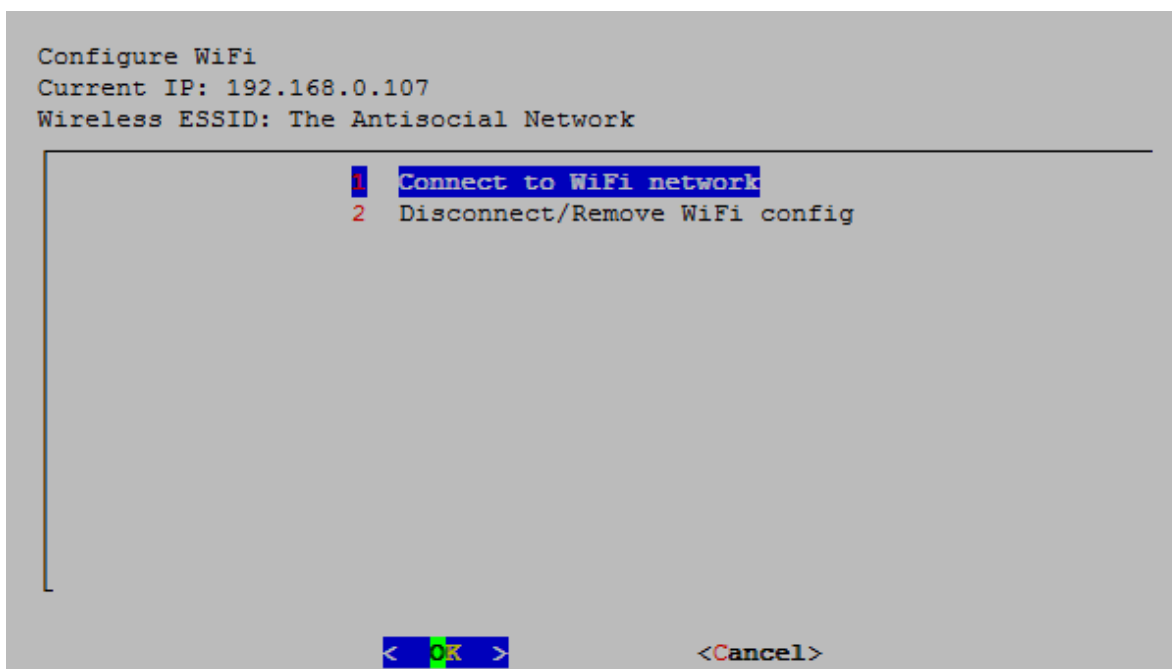 Configure WiFi
Current IP: 192.168.0.107
Wireless ESSID: The Antisocial Network
1 Connect to WiFi network
2 Disconnect/Remove WiFi config
< OK > <Cancel>